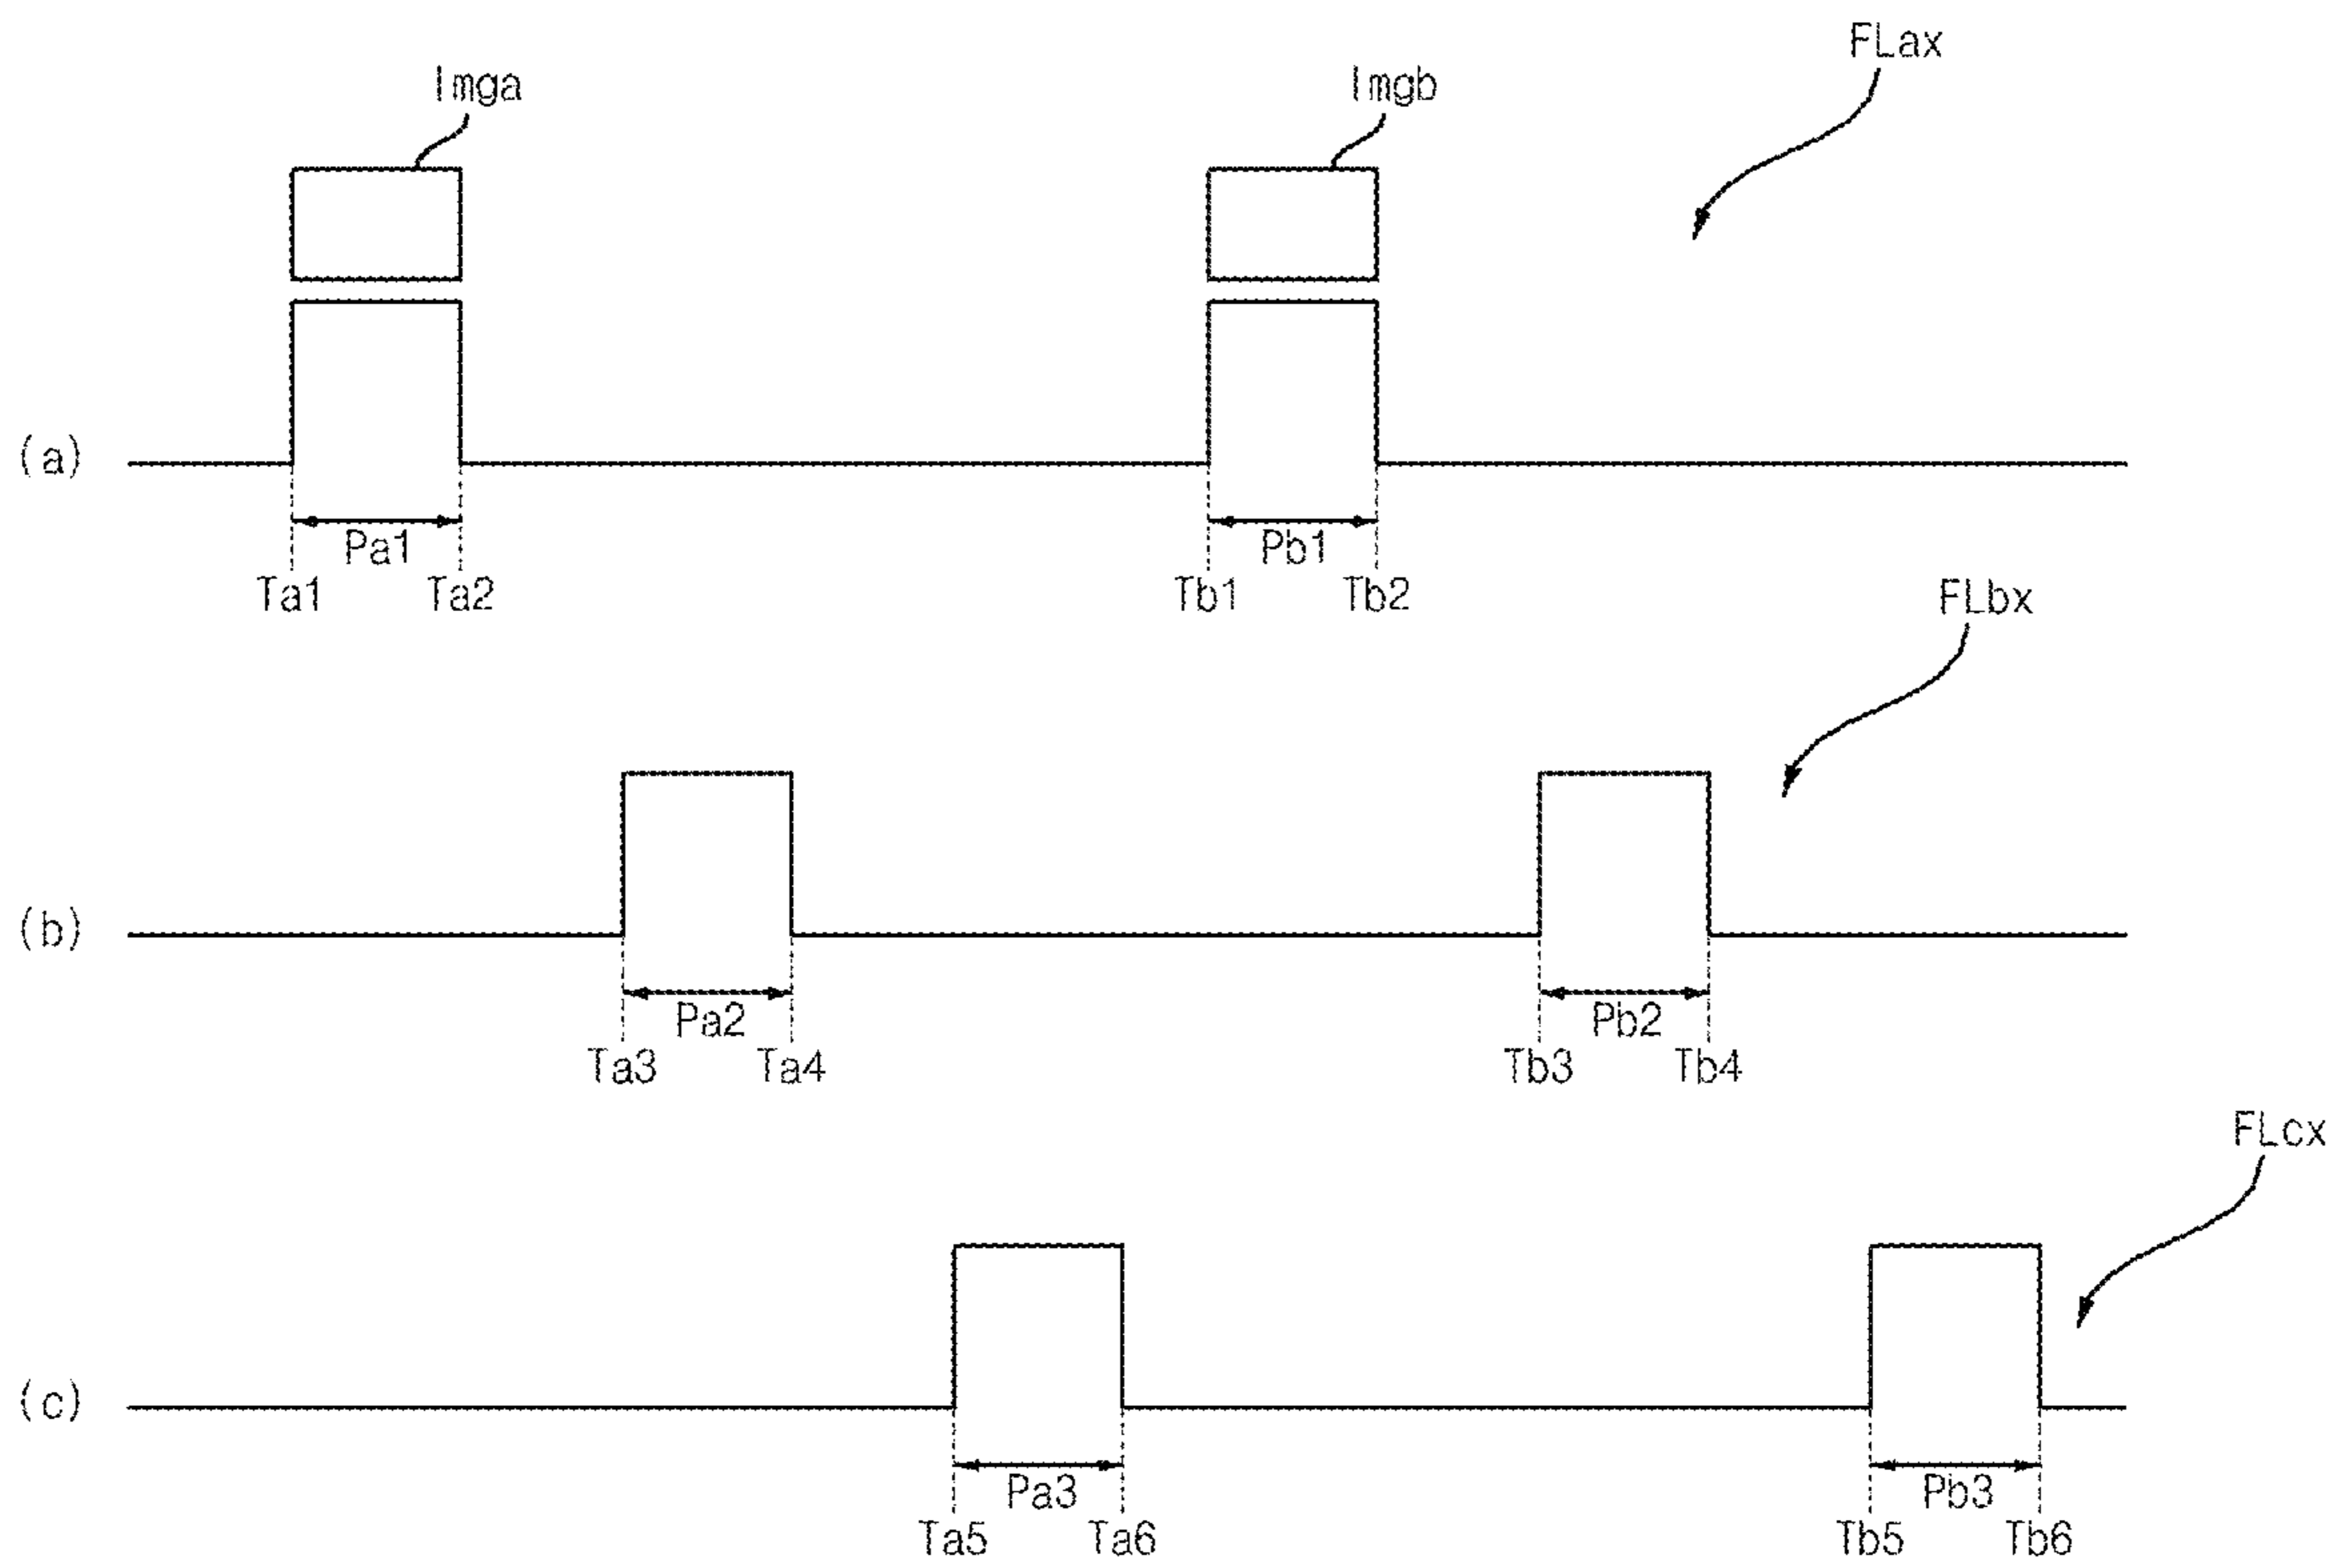 FLax
Imga Imgb
(a)
Pa1 Pb1
Ta1 Ta2 Tb1 Tb2
FLbx
(b)
Pa2 Pb2
Ta3 Ta4 Tb3 Tb4
FLcx
(c)
Pa3 Pb3
Ta5 Ta6 Tb5 Tb6